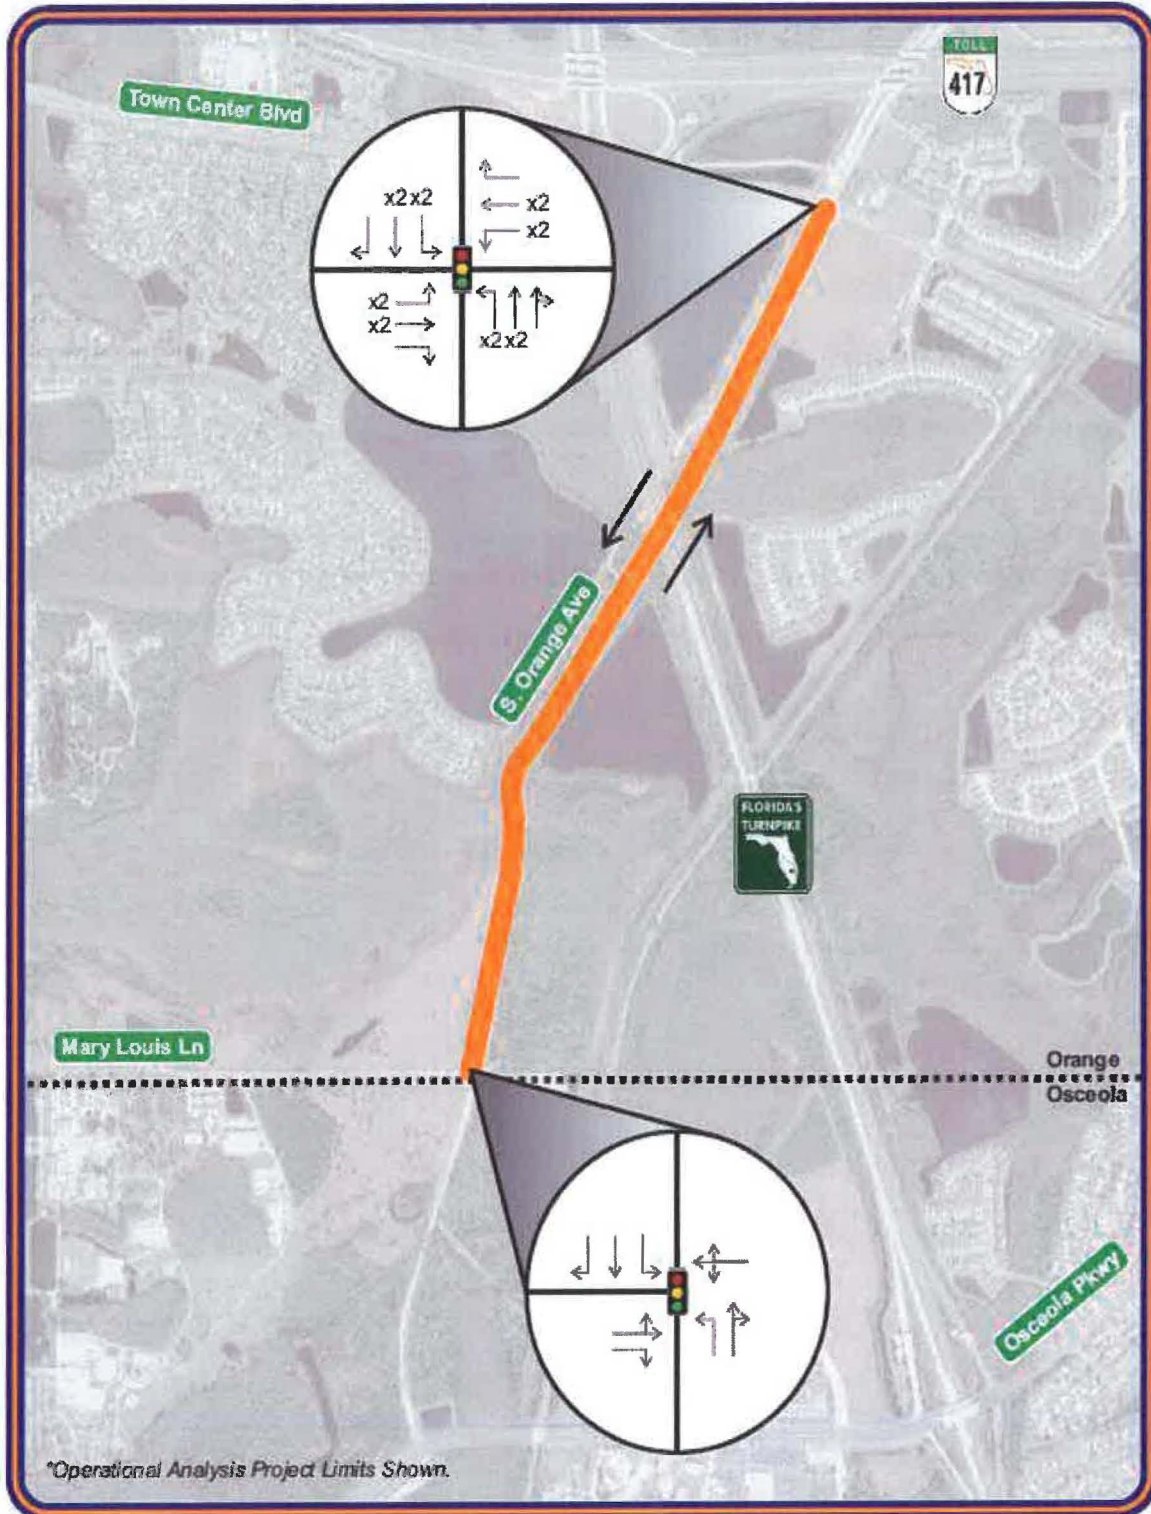 TOLL
417
Town Center Blvd
x2 x2
x2
x2
x2
x2
x2 x2
S. Orange Ave
FLORIDA'S
TURNPIKE
Mary Louis Ln
Orange
Osceola
Osceola Pkwy
*Operational Analysis Project Limits Shown.